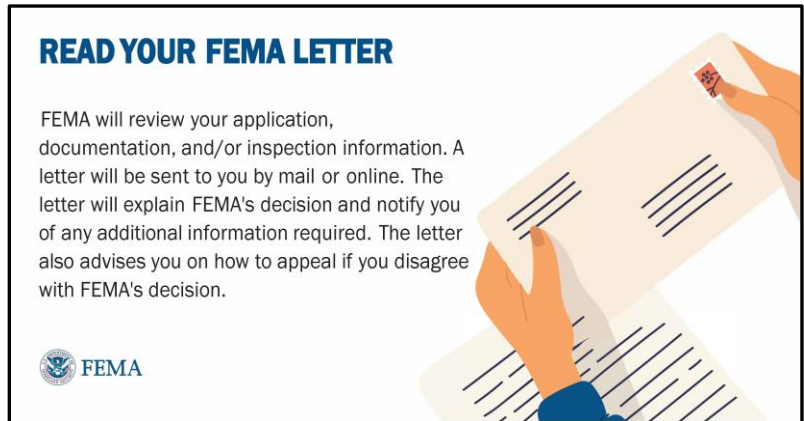 READ YOUR FEMA LETTER
FEMA will review your application,
documentation, and/or inspection information. A
letter will be sent to you by mail or online. The
letter will explain FEMA's decision and notify you
of any additional information required. The letter
also advises you on how to appeal if you disagree
with FEMA's decision.
FEMA